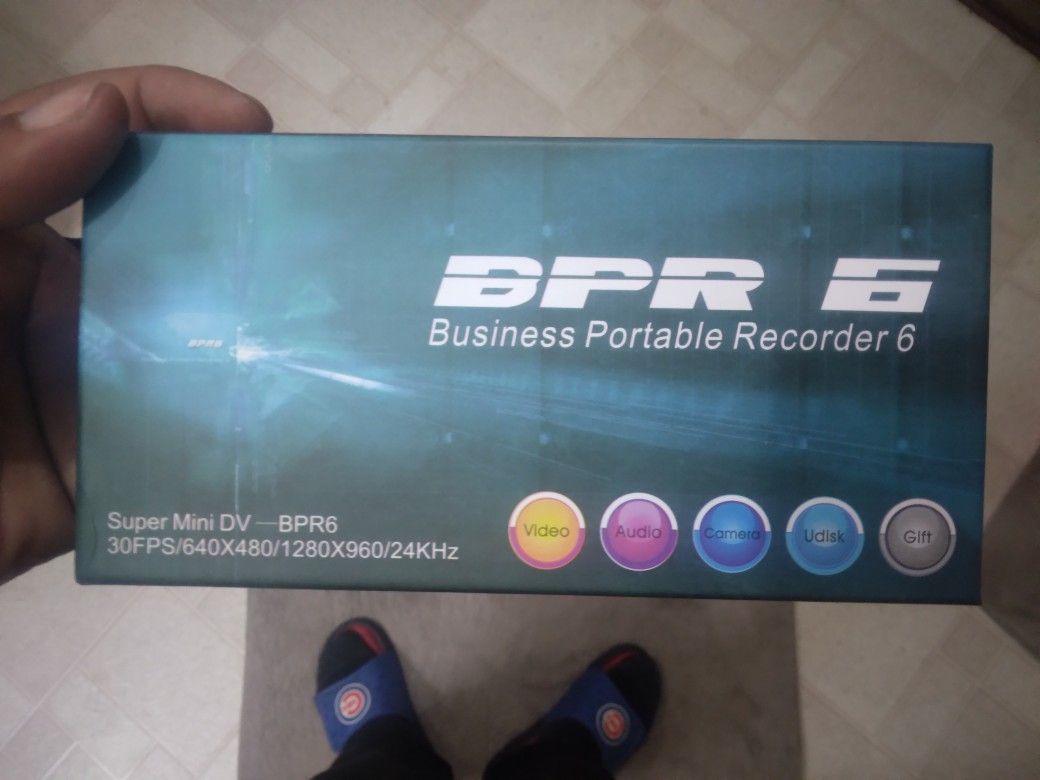 BPR 6
Business Portable Recorder 6
BPR6
Super Mini DV —BPR6
30FPS/640X480/1280X960/24KHz
Video
Audio
Camera
Udisk
Gift